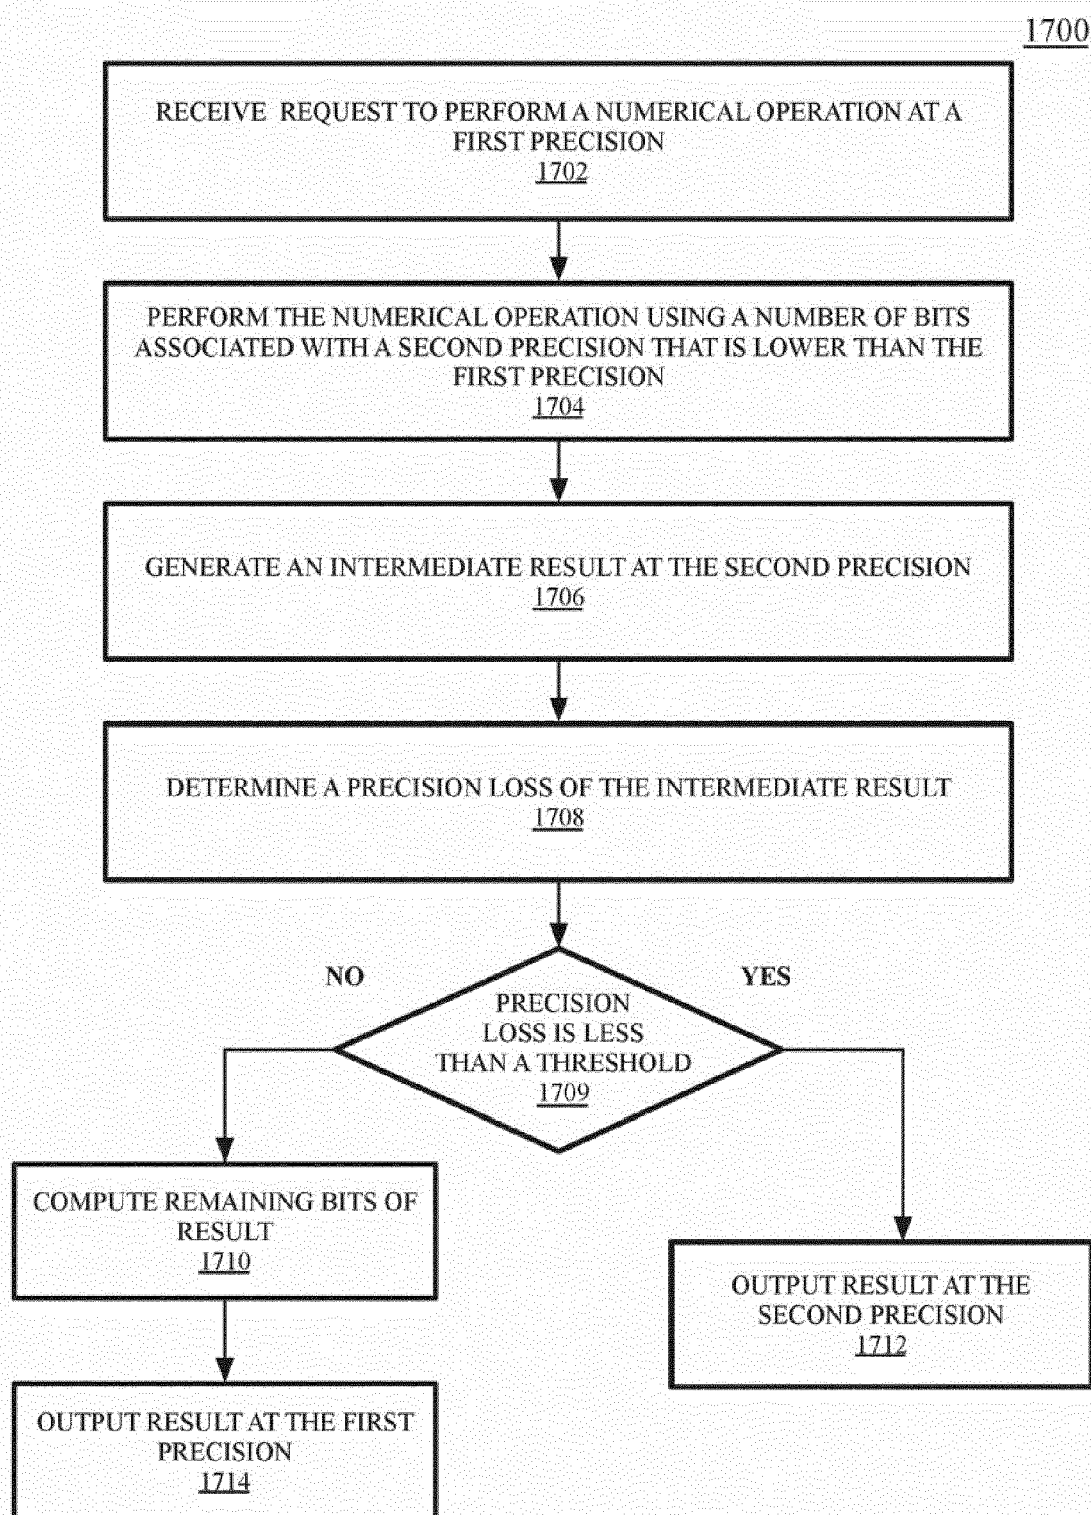 1700
RECEIVE REQUEST TO PERFORM A NUMERICAL OPERATION AT A
FIRST PRECISION
1702
PERFORM THE NUMERICAL OPERATION USING A NUMBER OF BITS
ASSOCIATED WITH A SECOND PRECISION THAT IS LOWER THAN THE
FIRST PRECISION
1704
GENERATE AN INTERMEDIATE RESULT AT THE SECOND PRECISION
1706
DETERMINE A PRECISION LOSS OF THE INTERMEDIATE RESULT
1708
NO
YES
PRECISION
LOSS IS LESS
THAN A THRESHOLD
1709
COMPUTE REMAINING BITS OF
RESULT
1710
OUTPUT RESULT AT THE
SECOND PRECISION
1712
OUTPUT RESULT AT THE FIRST
PRECISION
1714